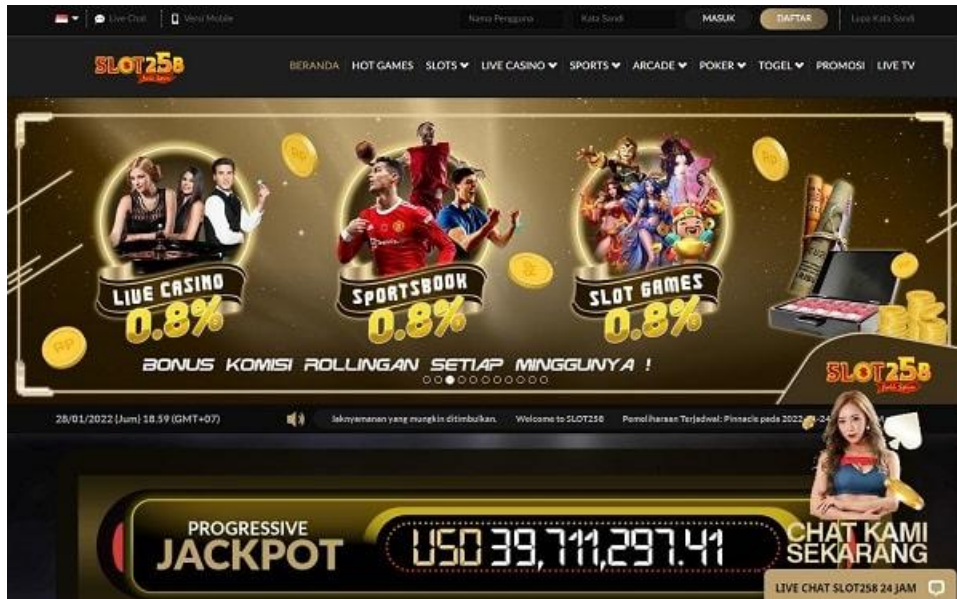 Live Chat Versi Mobile Nama Pengguna Kata Sandi MASUK DAFTAR Lupa Kata Sandi
SLOT258
BERANDA HOT GAMES SLOTS LIVE CASINO SPORTS ARCADE POKER TOGEL PROMOSI LIVE TV
LIVE CASINO
0.8%
SPORTSBOOK
0.8%
SLOT GAMES
0.8%
BONUS KOMISI ROLLINGAN SETIAP MINGGUNYA !
SLOT258
28/01/2022 (Jum) 18.59 (GMT+07)
yang mungkin ditimbulkan. Welcome to SLOT258 Pemeliharaan Terjadwal: Pinnacle pada
PROGRESSIVE
JACKPOT
USD 39,711,297.41
CHAT KAMI
SEKARANG
LIVE CHAT SLOT258 24 JAM